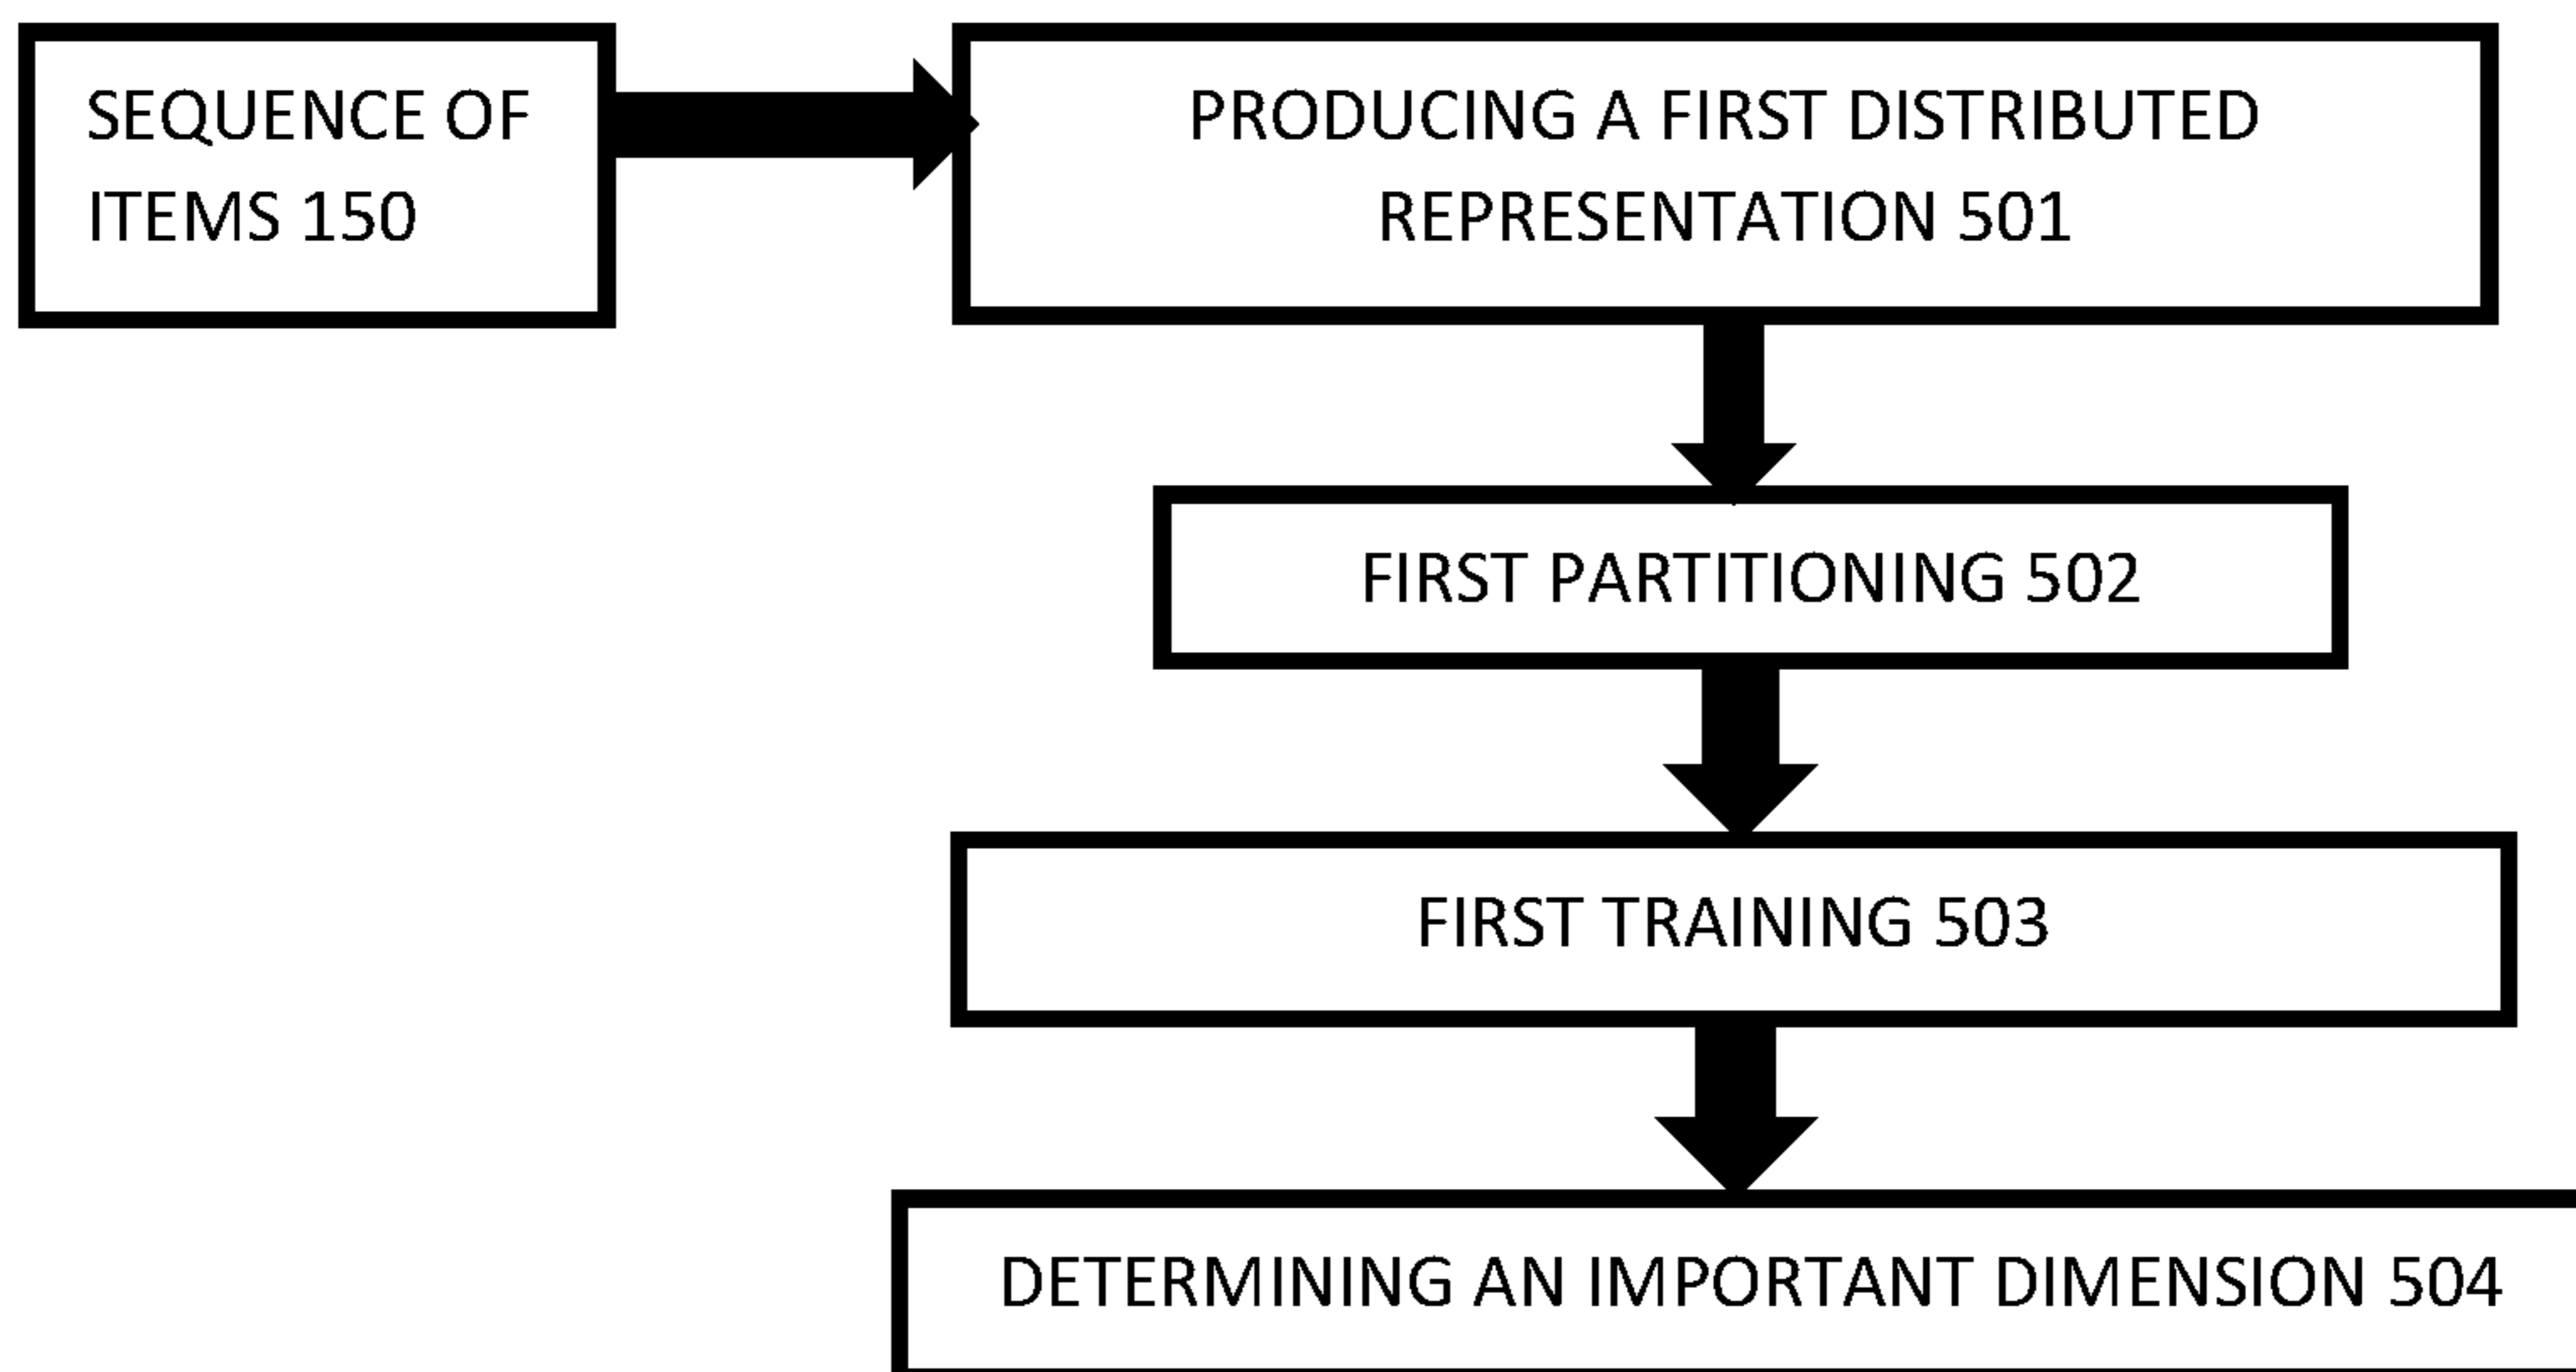 SEQUENCE OF
ITEMS 150
PRODUCING A FIRST DISTRIBUTED
REPRESENTATION 501
FIRST PARTITIONING 502
FIRST TRAINING 503
DETERMINING AN IMPORTANT DIMENSION 504